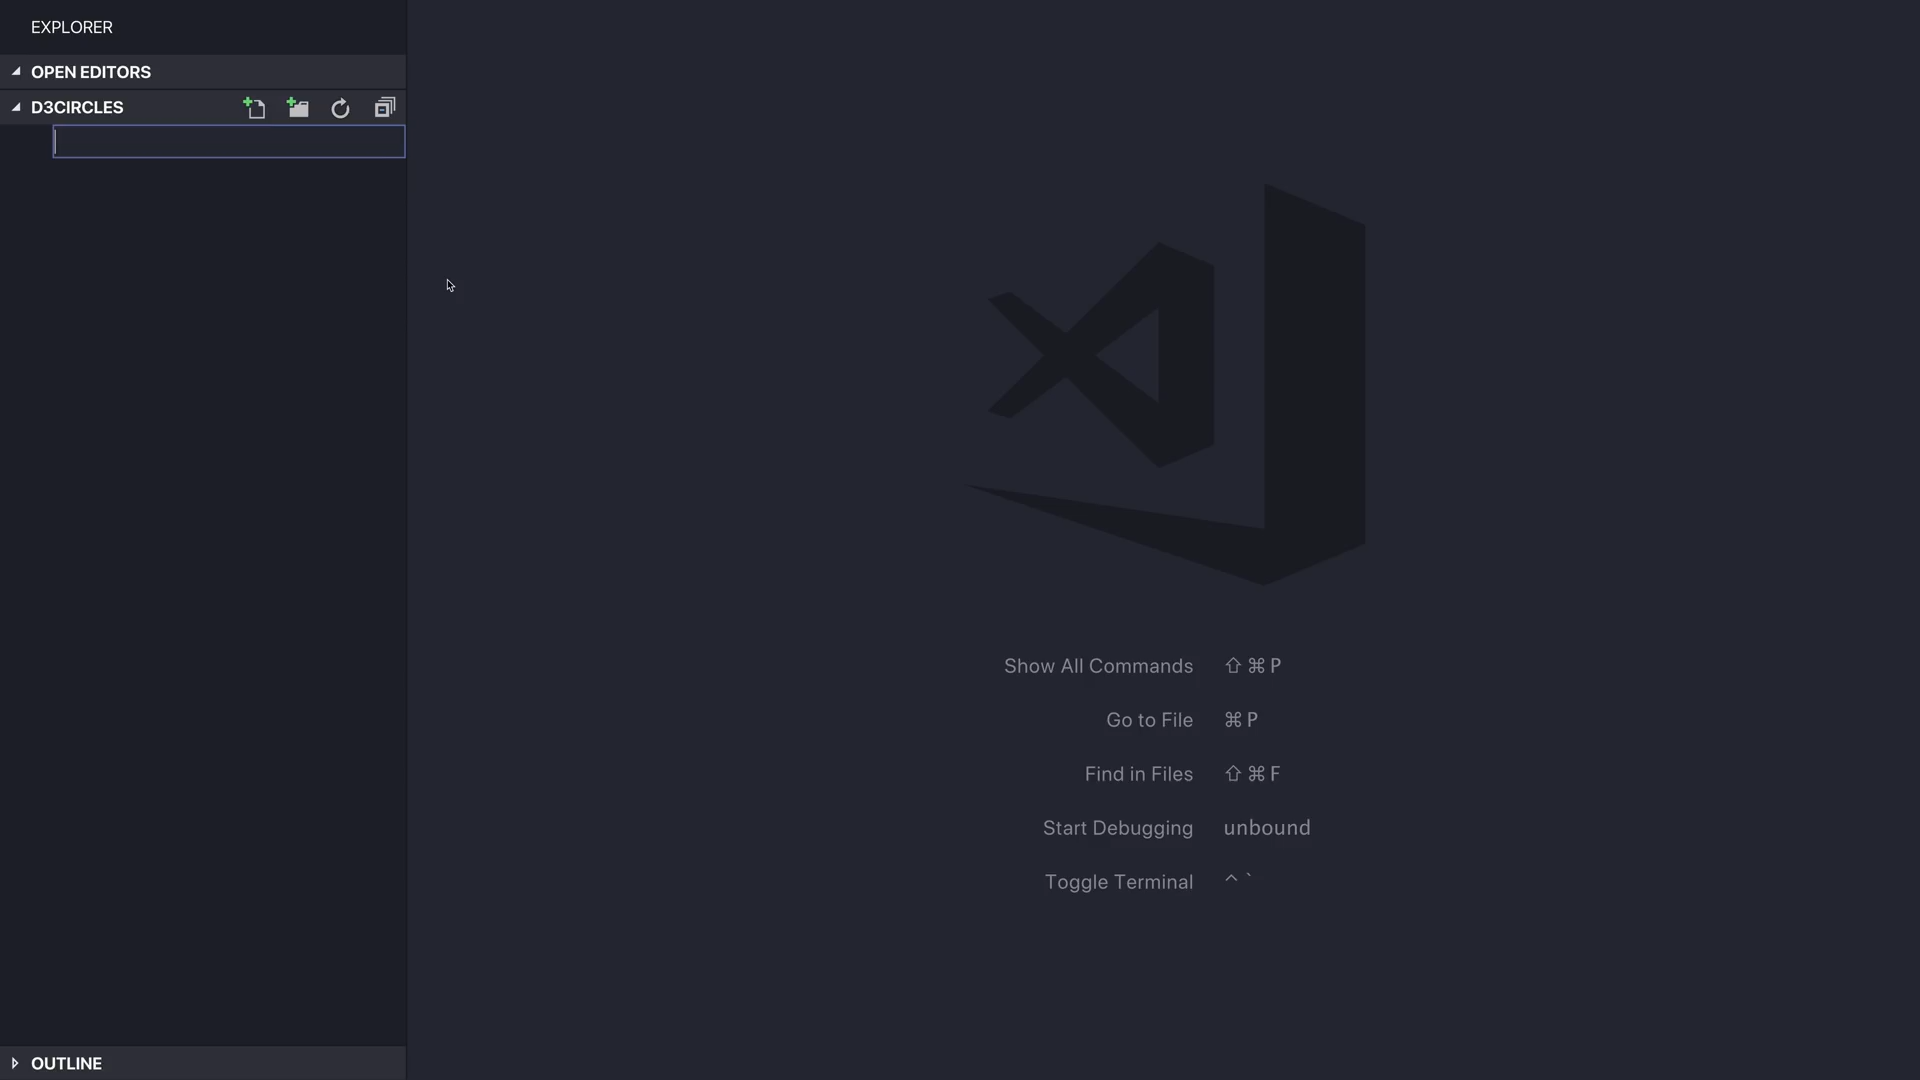 EXPLORER
OPEN EDITORS
D3CIRCLES
Show All Commands ⇧⌘P
Go to File ⌘P
Find in Files ⇧⌘F
Start Debugging unbound
Toggle Terminal ^`
OUTLINE